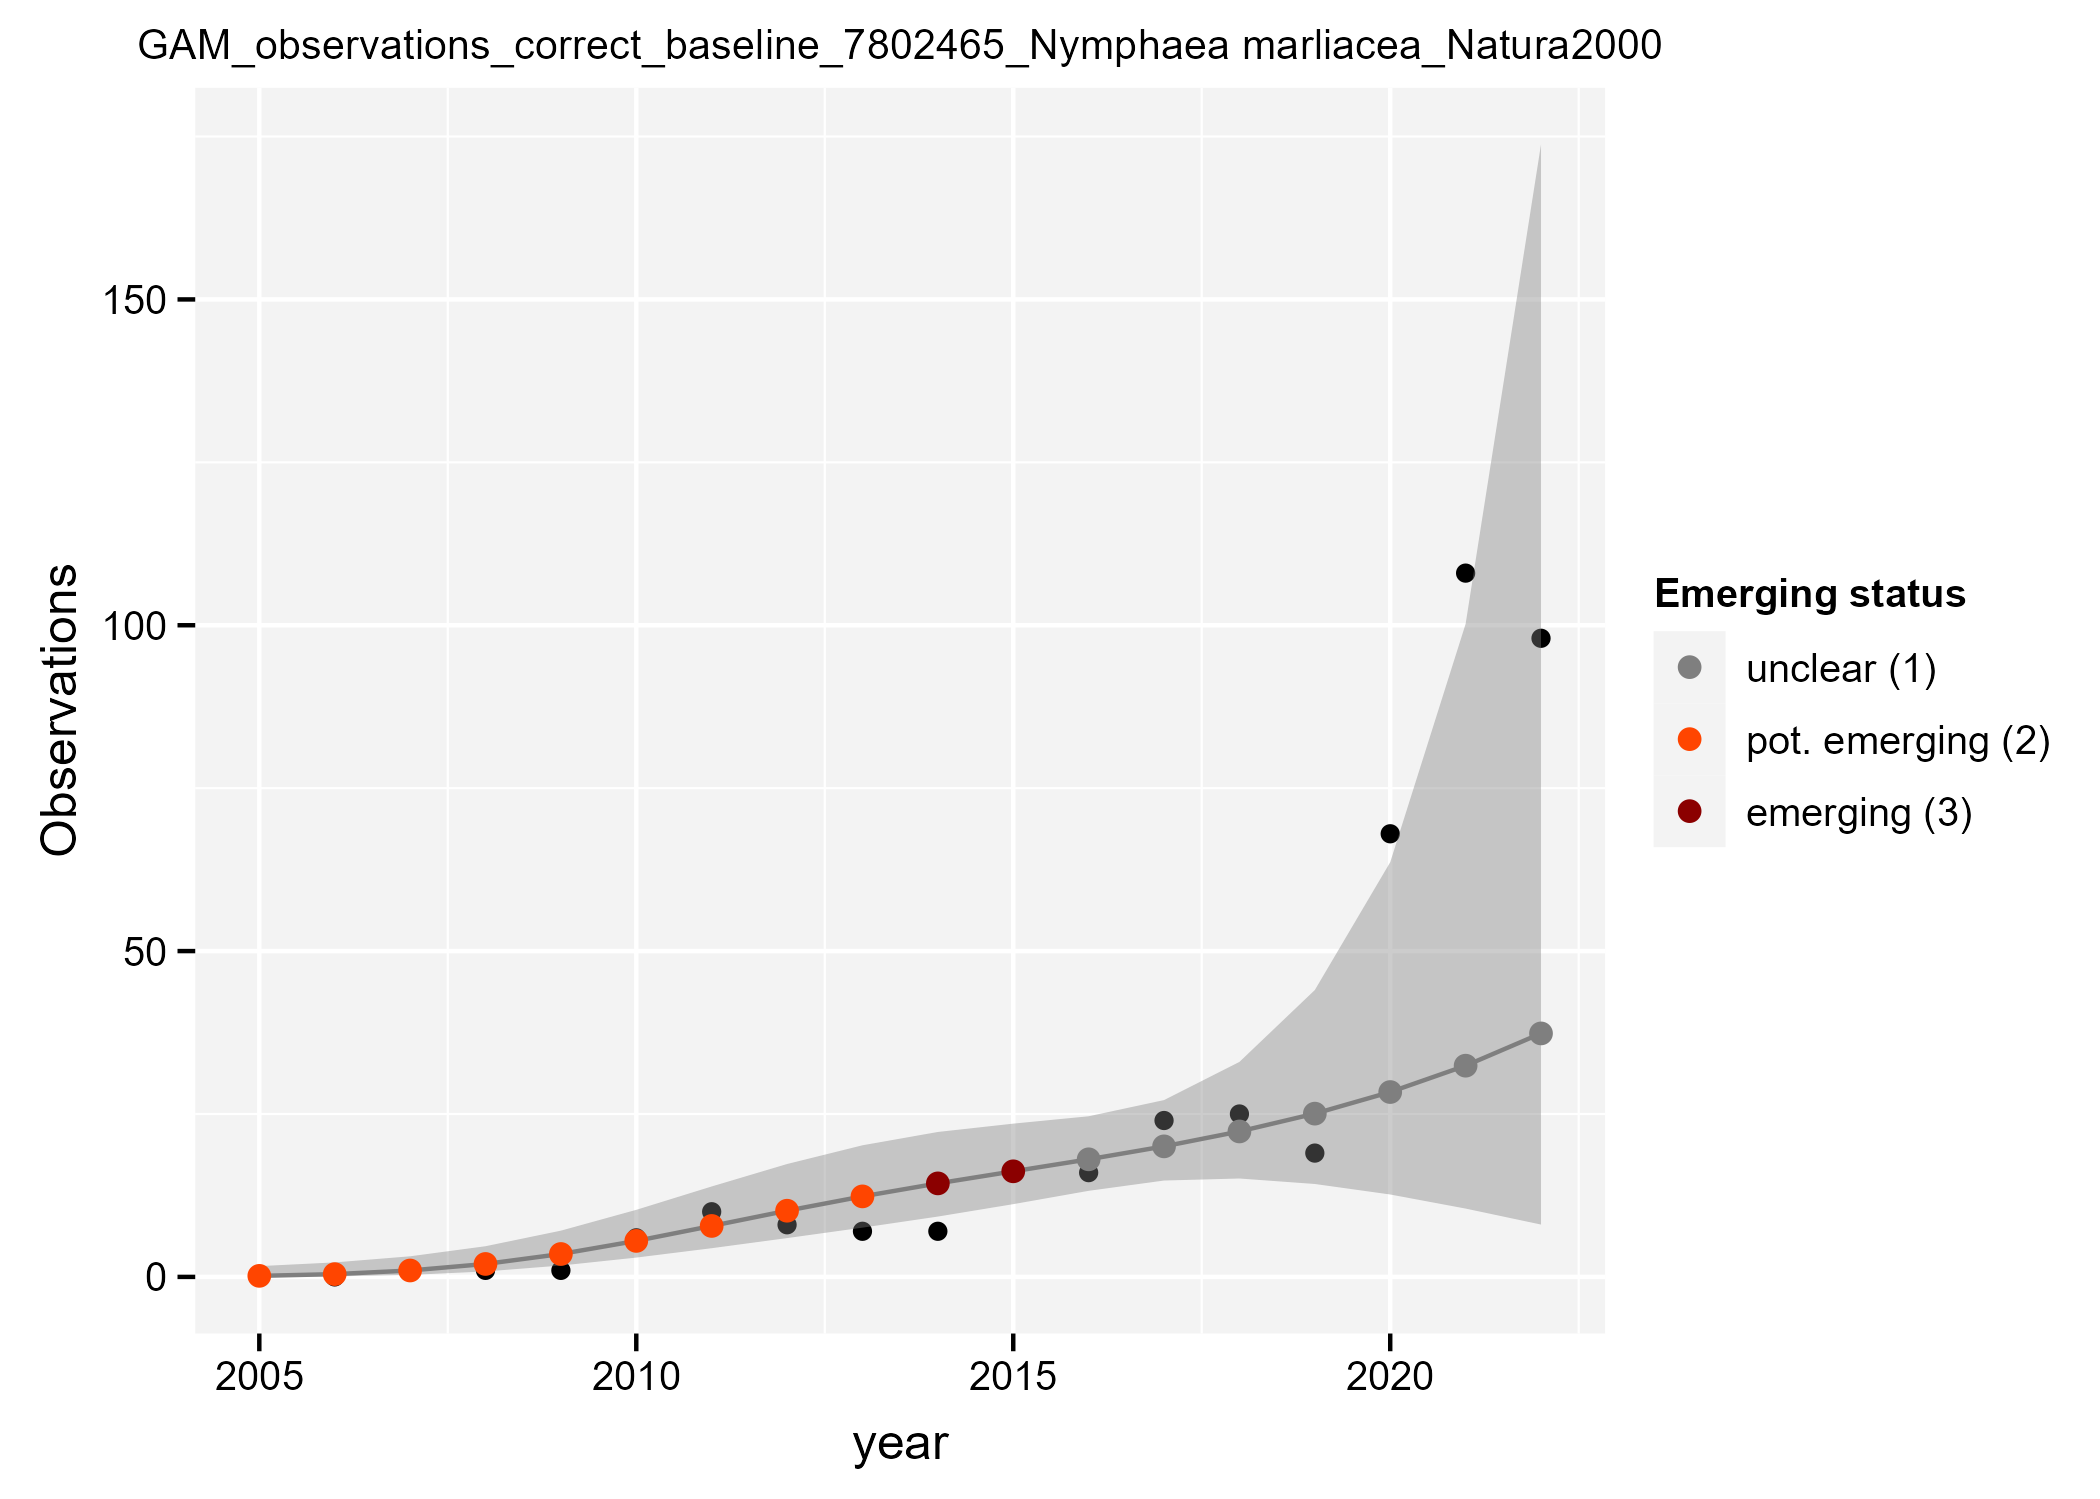 GAM_observations_correct_baseline_7802465_Nymphaea marliacea_Natura2000
Observations
150
100
50
0
2005
2010
2015
2020
year
Emerging status
unclear (1)
pot. emerging (2)
emerging (3)